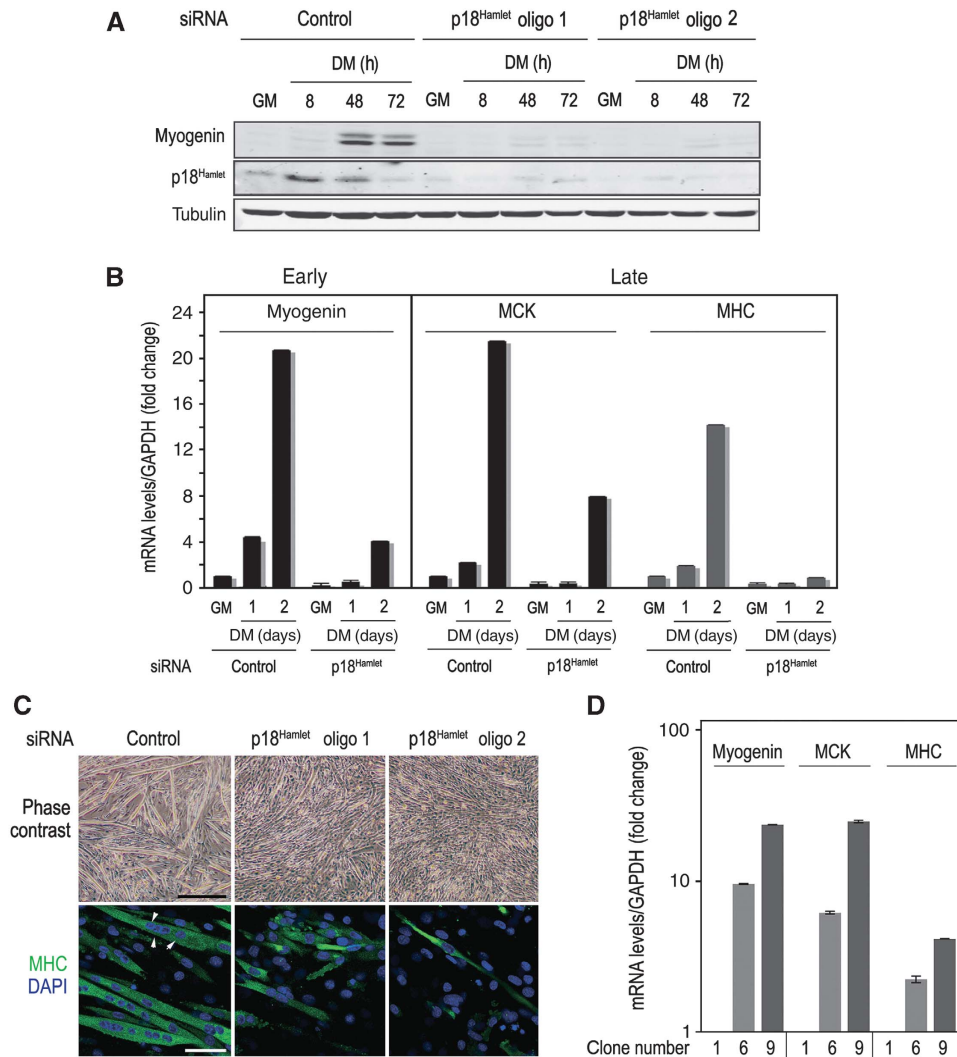 A
siRNA Control p18Hamlet oligo 1 p18Hamlet oligo 2
DM (h) DM (h) DM (h)
GM 8 48 72 GM 8 48 72 GM 8 48 72
Myogenin
p18Hamlet
Tubulin
B
Early Late
Myogenin MCK MHC
mRNA levels/GAPDH (fold change)
24
20
16
12
8
4
0
GM 1 2 GM 1 2 GM 1 2 GM 1 2 GM 1 2 GM 1 2
DM (days) DM (days) DM (days) DM (days) DM (days) DM (days)
siRNA Control p18Hamlet Control p18Hamlet Control p18Hamlet
C
siRNA Control p18Hamlet oligo 1 p18Hamlet oligo 2
Phase
contrast
MHC
DAPI
D
mRNA levels/GAPDH (fold change)
100
10
1
Myogenin MCK MHC
Clone number 1 6 9 1 6 9 1 6 9